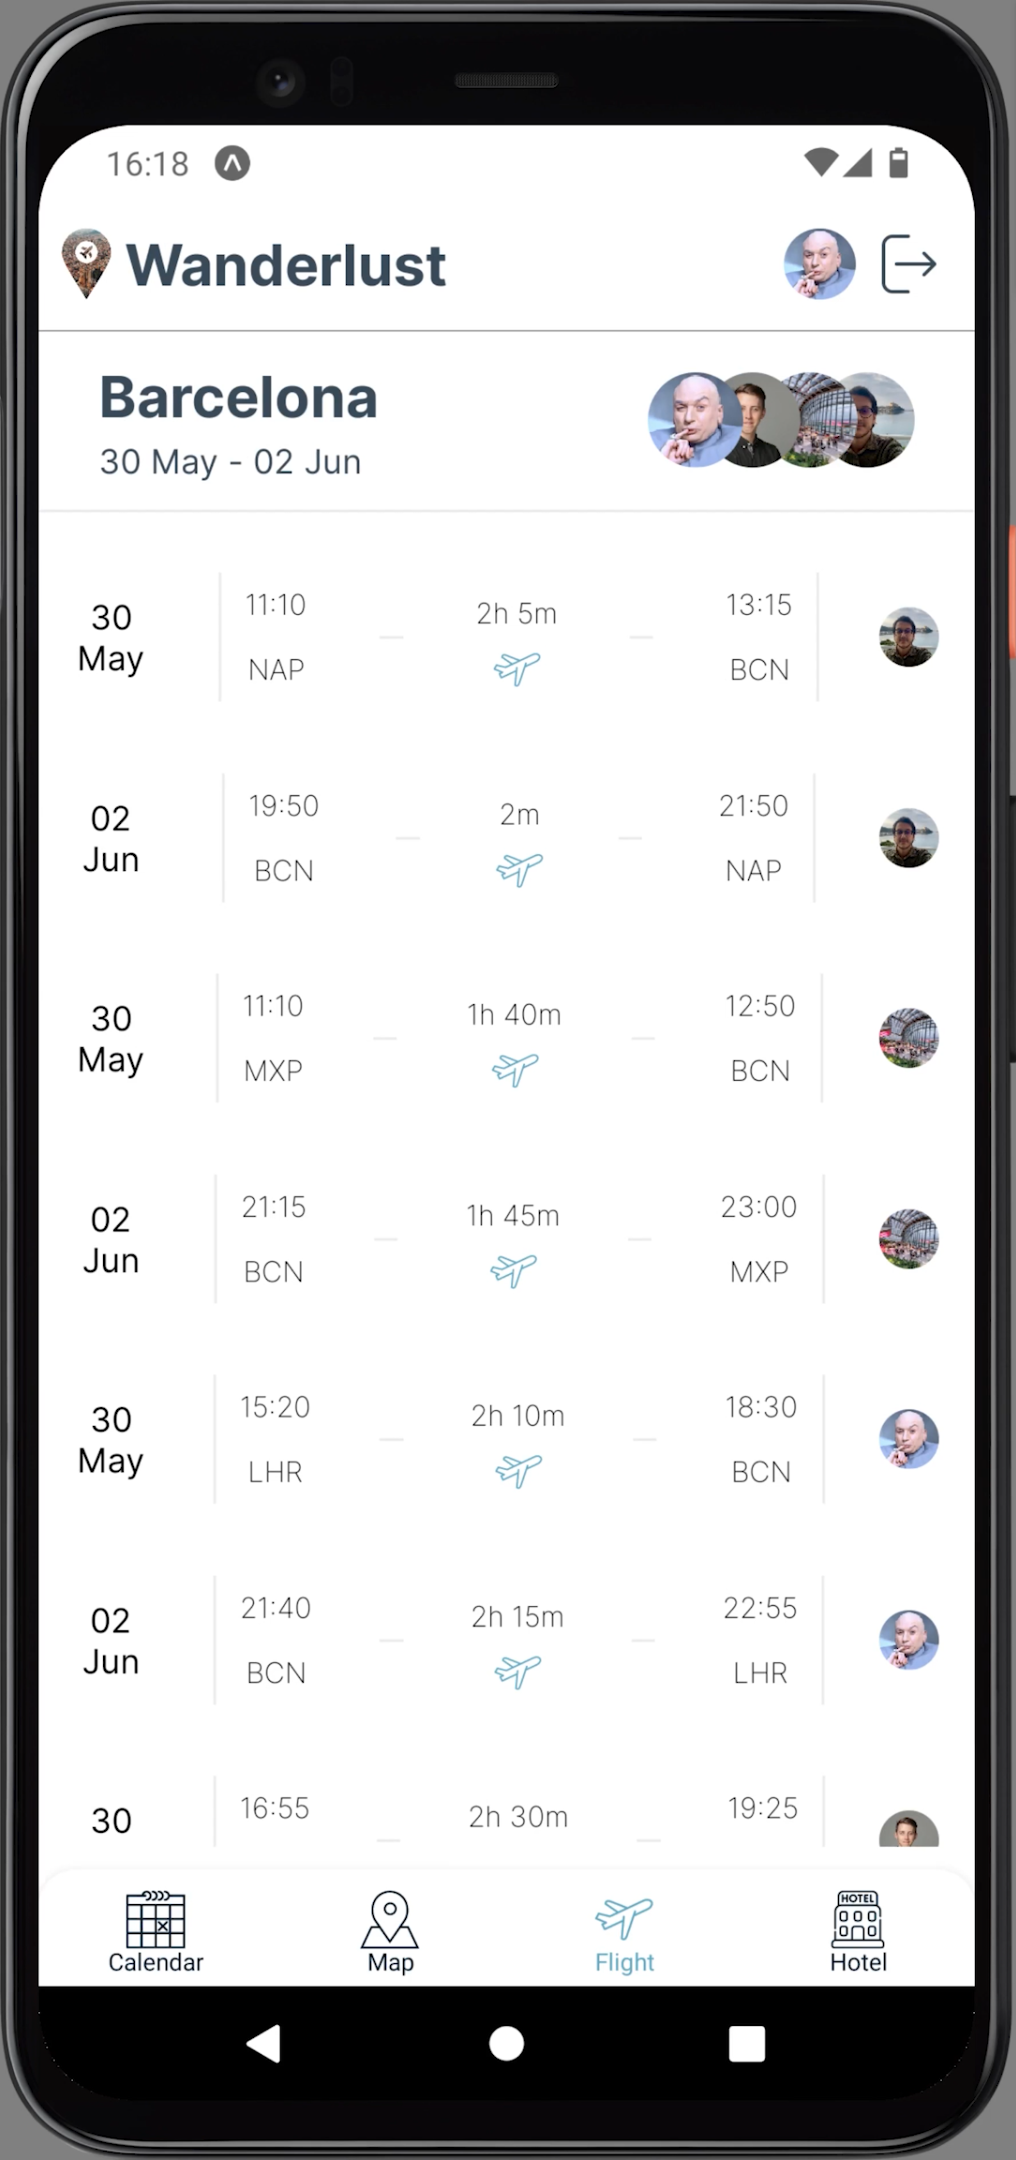 16:18
Wanderlust
Barcelona
30 May - 02 Jun
30 May
11:10
2h 5m
13:15
NAP
BCN
02 Jun
19:50
2m
21:50
BCN
NAP
30 May
11:10
1h 40m
12:50
MXP
BCN
02 Jun
21:15
1h 45m
23:00
BCN
MXP
30 May
15:20
2h 10m
18:30
LHR
BCN
02 Jun
21:40
2h 15m
22:55
BCN
LHR
30
16:55
2h 30m
19:25
HOTEL
Calendar
Map
Flight
Hotel